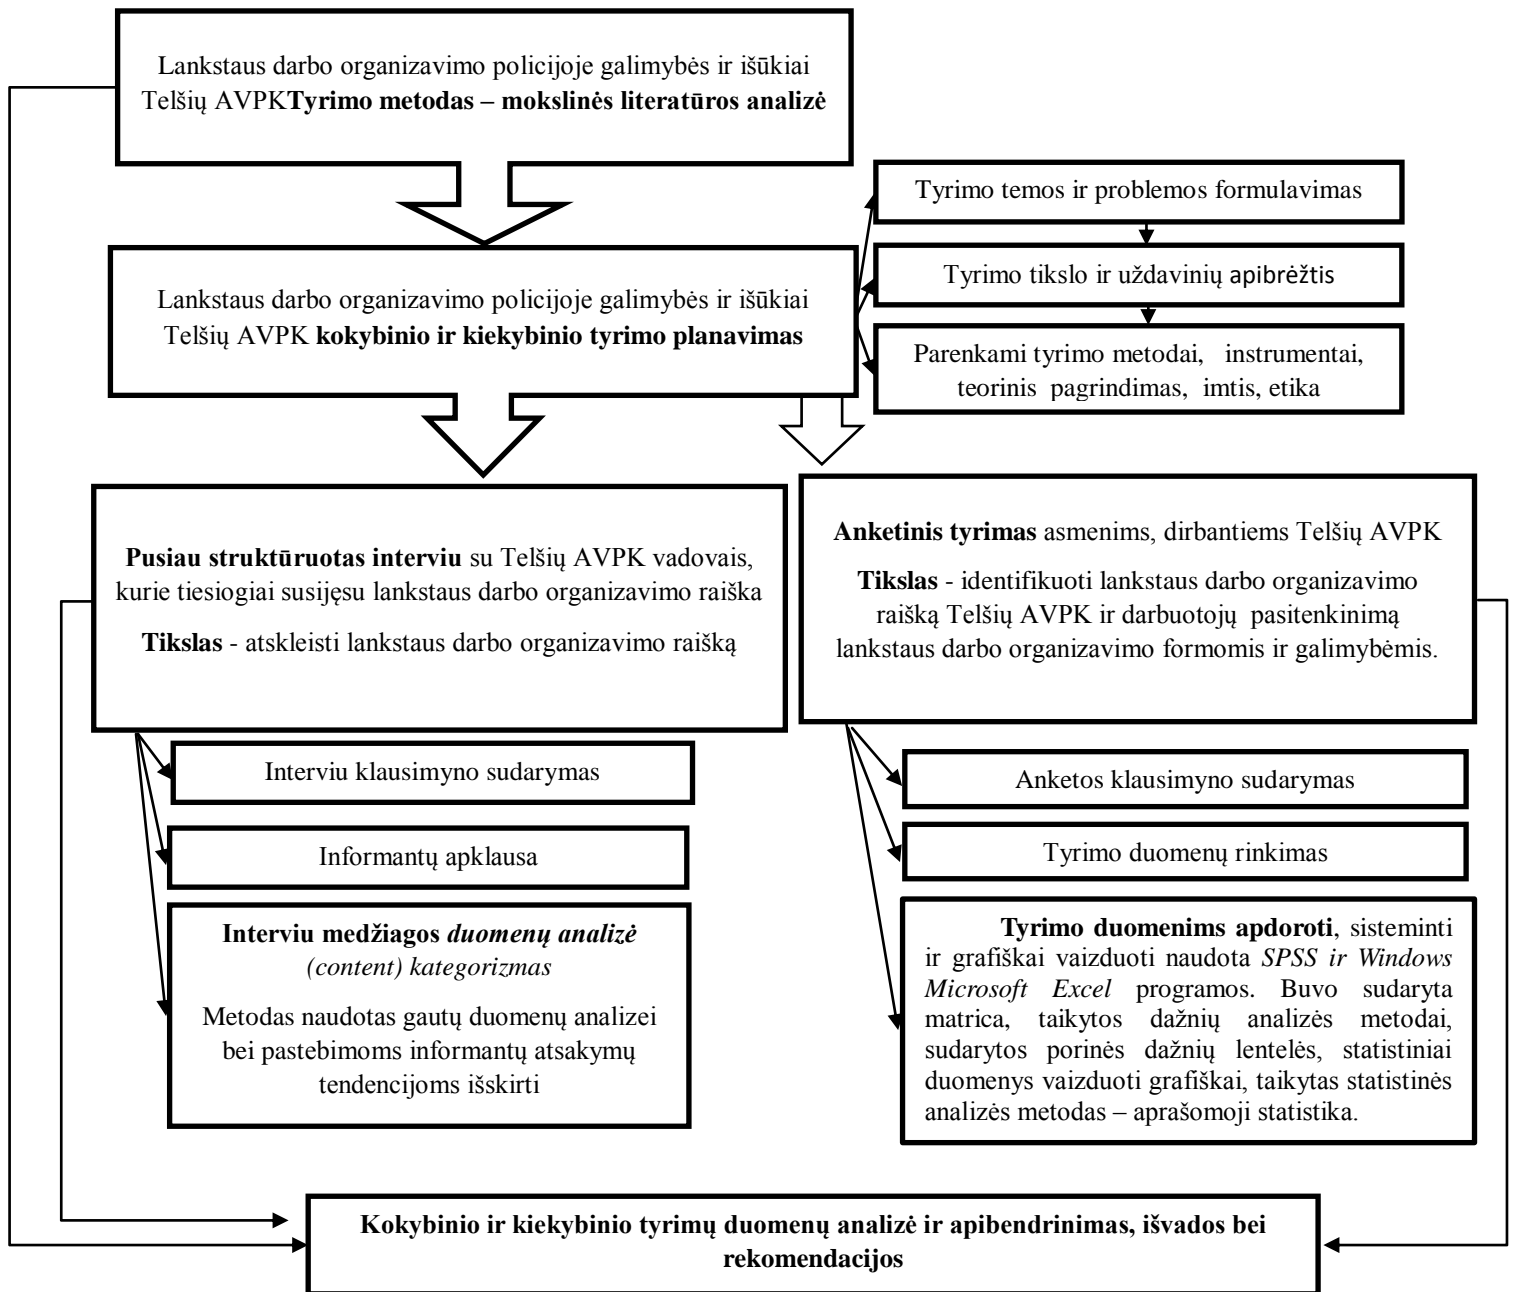 Lankstaus darbo organizavimo policijoje galimybės ir išūkiai
Telšių AVPKTyrimo metodas – mokslinės literatūros analizė
Tyrimo temos ir problemos formulavimas
Tyrimo tikslo ir uždavinių apibrėžtis
Parenkami tyrimo metodai, instrumentai,
teorinis pagrindimas, imtis, etika
Lankstaus darbo organizavimo policijoje galimybės ir išūkiai
Telšių AVPK kokybinio ir kiekybinio tyrimo planavimas
Pusiau struktūruotas interviu su Telšių AVPK vadovais,
kurie tiesiogiai susijęsu lankstaus darbo organizavimo raiška
Tikslas - atskleisti lankstaus darbo organizavimo raišką
Interviu klausimyno sudarymas
Informantų apklausa
Interviu medžiagos duomenų analizė
(content) kategorizmas
Metodas naudotas gautų duomenų analizei
bei pastebimoms informantų atsakymų
tendencijoms išskirti
Anketinis tyrimas asmenims, dirbantiems Telšių AVPK
Tikslas - identifikuoti lankstaus darbo organizavimo
raišką Telšių AVPK ir darbuotojų pasitenkinimą
lankstaus darbo organizavimo formomis ir galimybėmis.
Anketos klausimyno sudarymas
Tyrimo duomenų rinkimas
Tyrimo duomenims apdoroti, sisteminti
ir grafiškai vaizduoti naudota SPSS ir Windows
Microsoft Excel programos. Buvo sudaryta
matrica, taikytos dažnių analizės metodai,
sudarytos porinės dažnių lentelės, statistiniai
duomenys vaizduoti grafiškai, taikytas statistinės
analizės metodas – aprašomoji statistika.
Kokybinio ir kiekybinio tyrimų duomenų analizė ir apibendrinimas, išvados bei
rekomendacijos